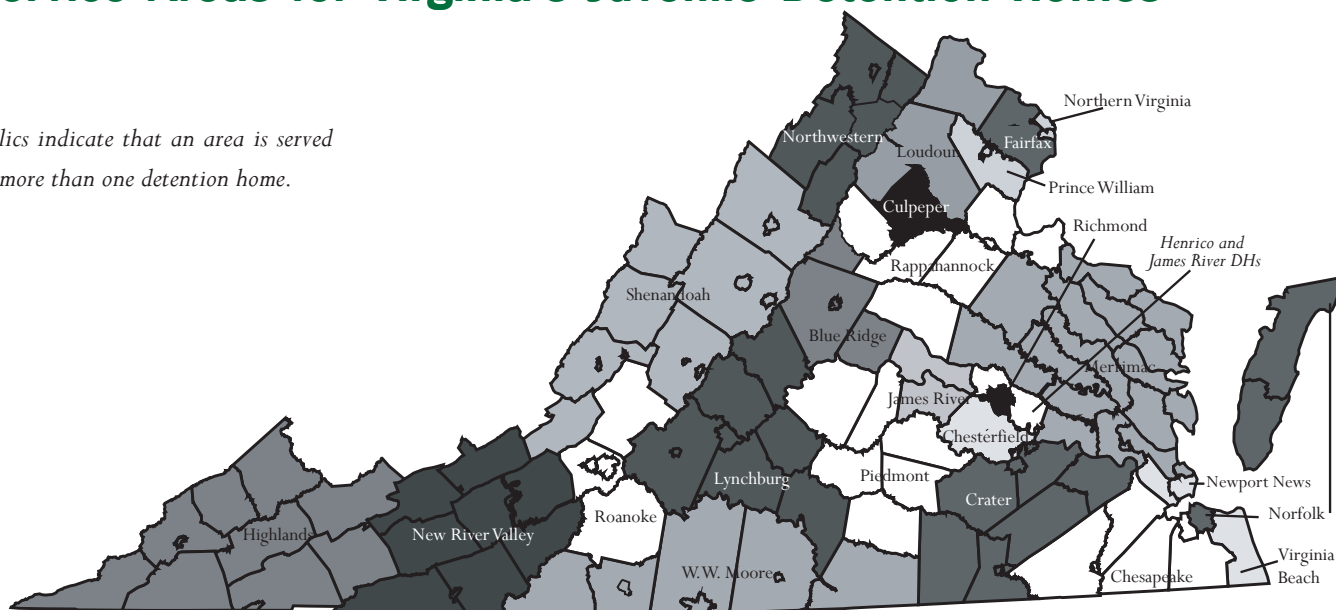 Service Areas for Virginia's Juvenile Detention Homes
lics indicate that an area is served
more than one detention home.
Northern Virginia
Northwestern
Fairfax
Loudoun
Prince William
Culpeper
Richmond
Henrico and
James River DHs
Rappahannock
Shenandoah
Blue Ridge
Merrimac
James River
Chesterfield
Piedmont
Lynchburg
Newport News
Crater
Norfolk
Roanoke
Highlands
New River Valley
Virginia
Beach
W.W. Moore
Chesapeake